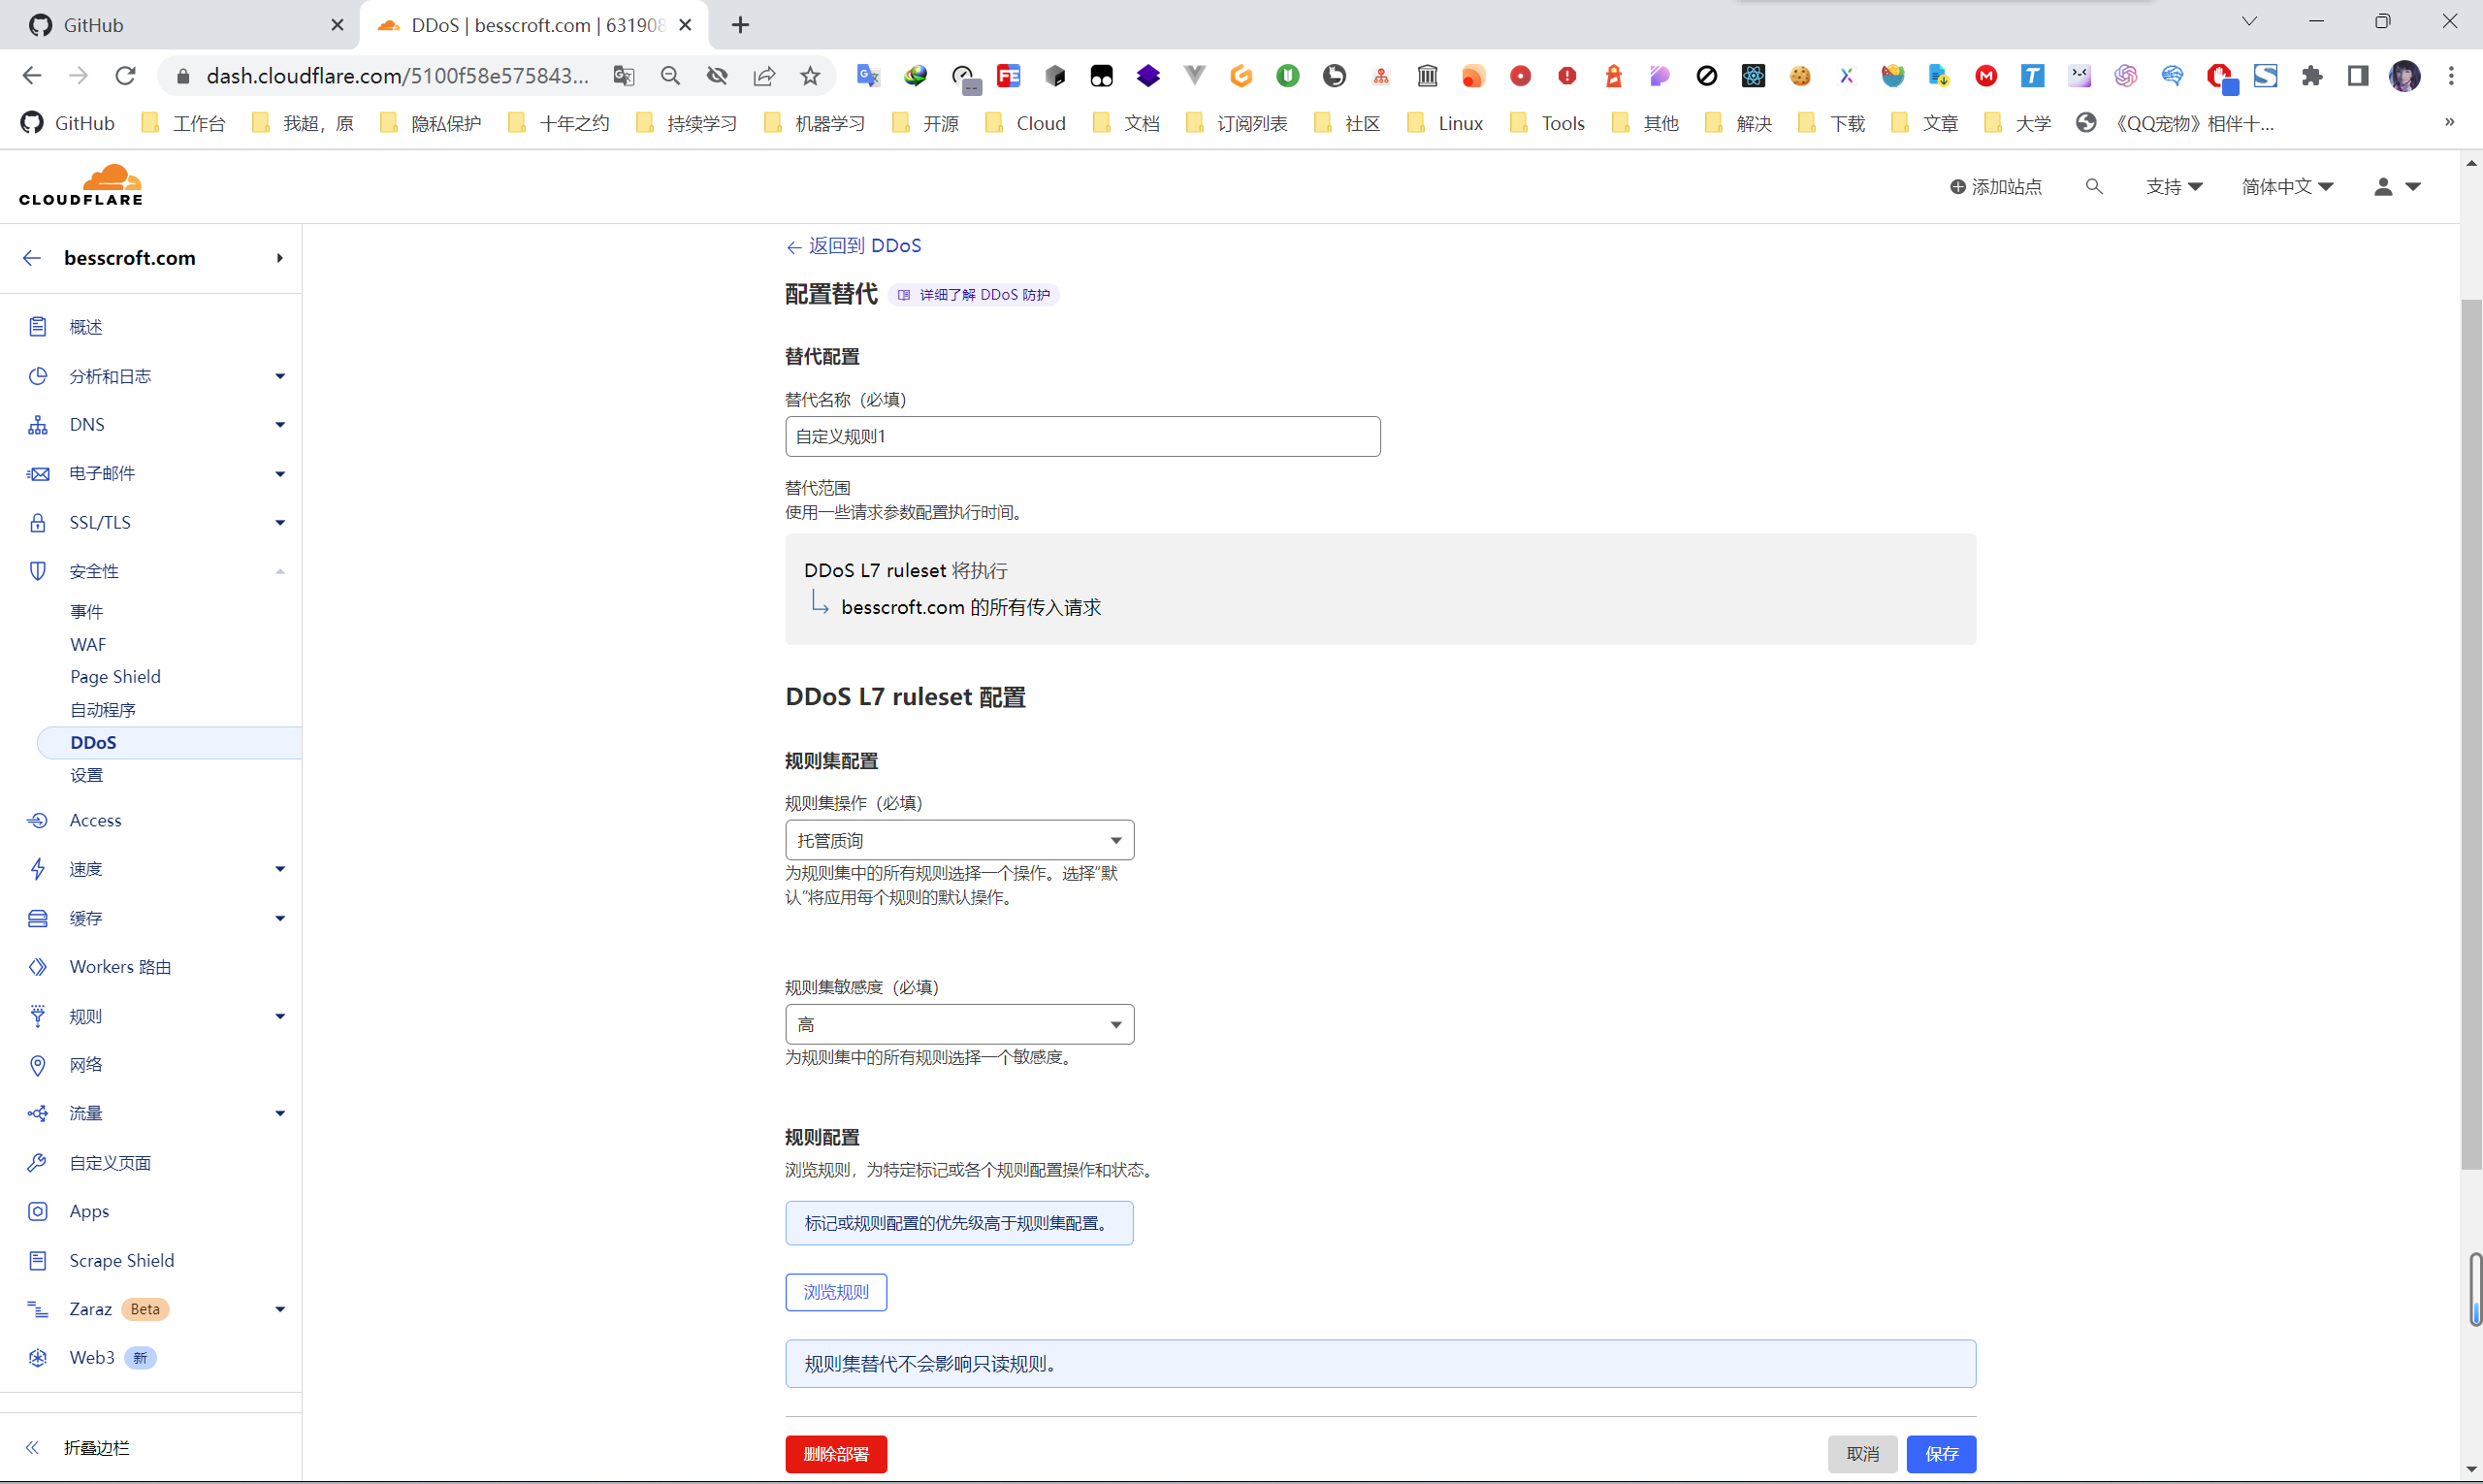 GitHub
DDoS | besscroft.com | 631908
dash.cloudflare.com/5100f58e575843...
GitHub
工作台
我超，原
隐私保护
十年之约
持续学习
机器学习
开源
Cloud
文档
订阅列表
社区
Linux
Tools
其他
解决
下载
文章
大学
《QQ宠物》相伴十...
»
CLOUDFLARE
添加站点
支持
简体中文
besscroft.com
概述
分析和日志
DNS
电子邮件
SSL/TLS
安全性
事件
WAF
Page Shield
自动程序
DDoS
设置
Access
速度
缓存
Workers 路由
规则
网络
流量
自定义页面
Apps
Scrape Shield
Zaraz Beta
Web3 新
折叠边栏
返回到 DDoS
配置替代 详细了解 DDoS 防护
替代配置
替代名称（必填）
自定义规则1
替代范围
使用一些请求参数配置执行时间。
DDoS L7 ruleset 将执行
besscroft.com 的所有传入请求
DDoS L7 ruleset 配置
规则集配置
规则集操作（必填）
托管质询
为规则集中的所有规则选择一个操作。选择“默
认”将应用每个规则的默认操作。
规则集敏感度（必填）
高
为规则集中的所有规则选择一个敏感度。
规则配置
浏览规则，为特定标记或各个规则配置操作和状态。
标记或规则配置的优先级高于规则集配置。
浏览规则
规则集替代不会影响只读规则。
删除部署
取消
保存